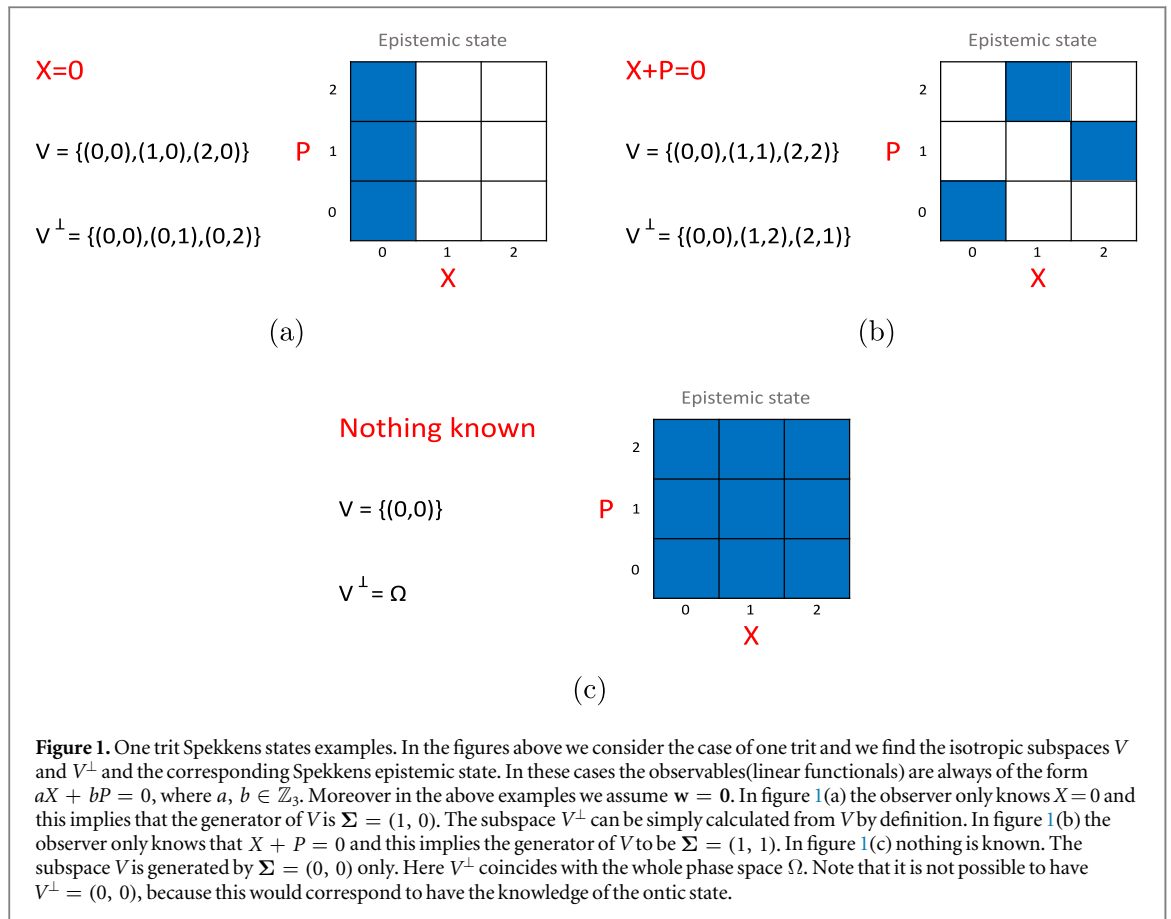 Epistemic state
X=0
2
V = {(0,0),(1,0),(2,0)}
P
1
V⊥ = {(0,0),(0,1),(0,2)}
0
0 1 2
X
(a)
Epistemic state
X+P=0
2
V = {(0,0),(1,1),(2,2)}
P
1
V⊥ = {(0,0),(1,2),(2,1)}
0
0 1 2
X
(b)
Epistemic state
Nothing known
2
V = {(0,0)}
P
1
V⊥ = Ω
0
0 1 2
X
(c)
Figure 1. One trit Spekkens states examples. In the figures above we consider the case of one trit and we find the isotropic subspaces V
and V⊥ and the corresponding Spekkens epistemic state. In these cases the observables(linear functionals) are always of the form
aX + bP = 0, where a, b ∈ ℤ₃. Moreover in the above examples we assume w = 0. In figure 1(a) the observer only knows X = 0 and
this implies that the generator of V is Σ = (1, 0). The subspace V⊥ can be simply calculated from V by definition. In figure 1(b) the
observer only knows that X + P = 0 and this implies the generator of V to be Σ = (1, 1). In figure 1(c) nothing is known. The
subspace V is generated by Σ = (0, 0) only. Here V⊥ coincides with the whole phase space Ω. Note that it is not possible to have
V⊥ = (0, 0), because this would correspond to have the knowledge of the ontic state.